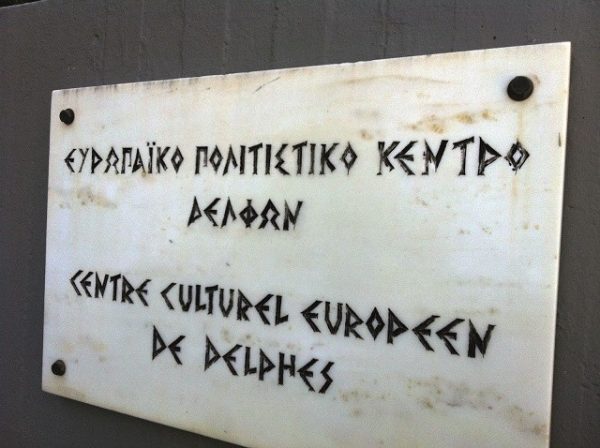 ΕΥΡΩΠΑΪΚΟ ΠΟΛΙΤΙΣΤΙΚΟ ΚΕΝΤΡΟ
ΔΕΛΦΩΝ
CENTRE CULTUREL EUROPEEN
DE DELPHES